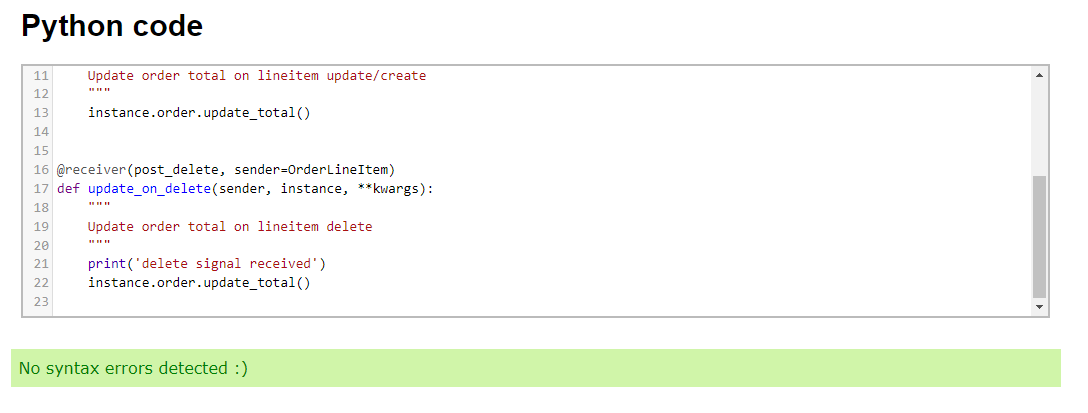 Python code
11     Update order total on lineitem update/create
12     """
13     instance.order.update_total()
14
15
16 @receiver(post_delete, sender=OrderLineItem)
17 def update_on_delete(sender, instance, **kwargs):
18     """
19     Update order total on lineitem delete
20     """
21     print('delete signal received')
22     instance.order.update_total()
23
No syntax errors detected :)